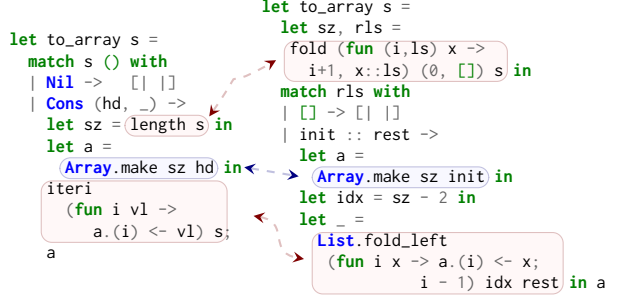 let to_array s =
match s () with
| Nil -> [| |]
| Cons (hd, _) ->
let sz = length s in
let a =
Array.make sz hd in
iteri
(fun i vl ->
a.(i) <- vl) s;
a
let to_array s =
let sz, rls =
fold (fun (i,ls) x ->
i+1, x::ls) (0, []) s in
match rls with
| [] -> [| |]
| init :: rest ->
let a =
Array.make sz init in
let idx = sz - 2 in
let _ =
List.fold_left
(fun i x -> a.(i) <- x;
i - 1) idx rest in a